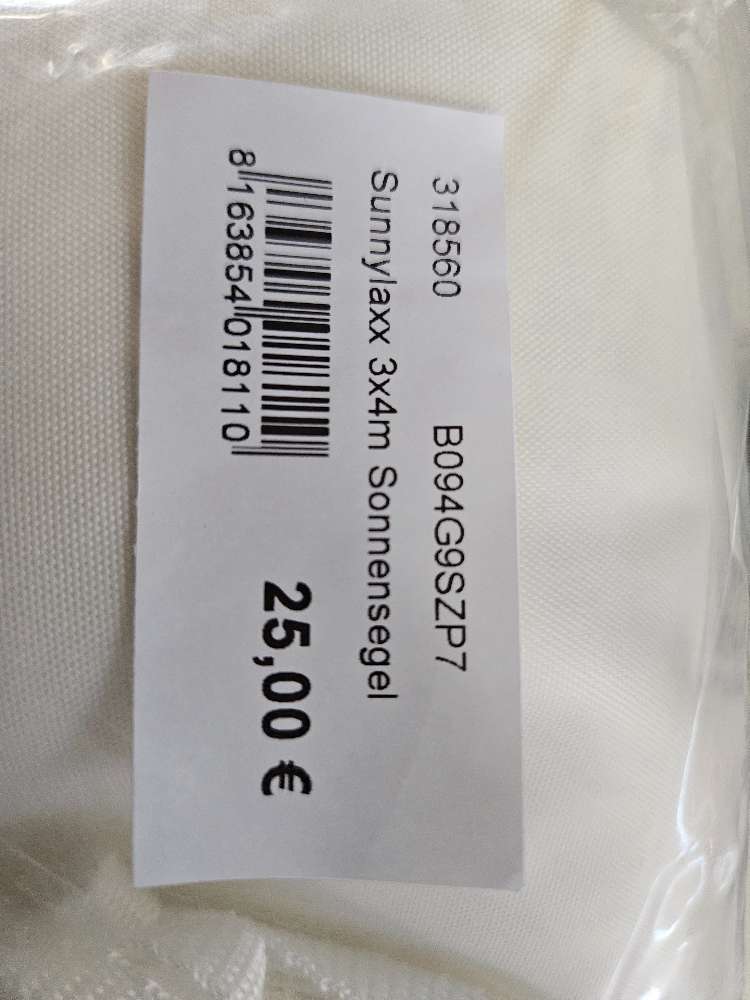 318560 B094G9SZP7
Sunnylaxx 3x4m Sonnensegel
8 163854 018110
25,00 €